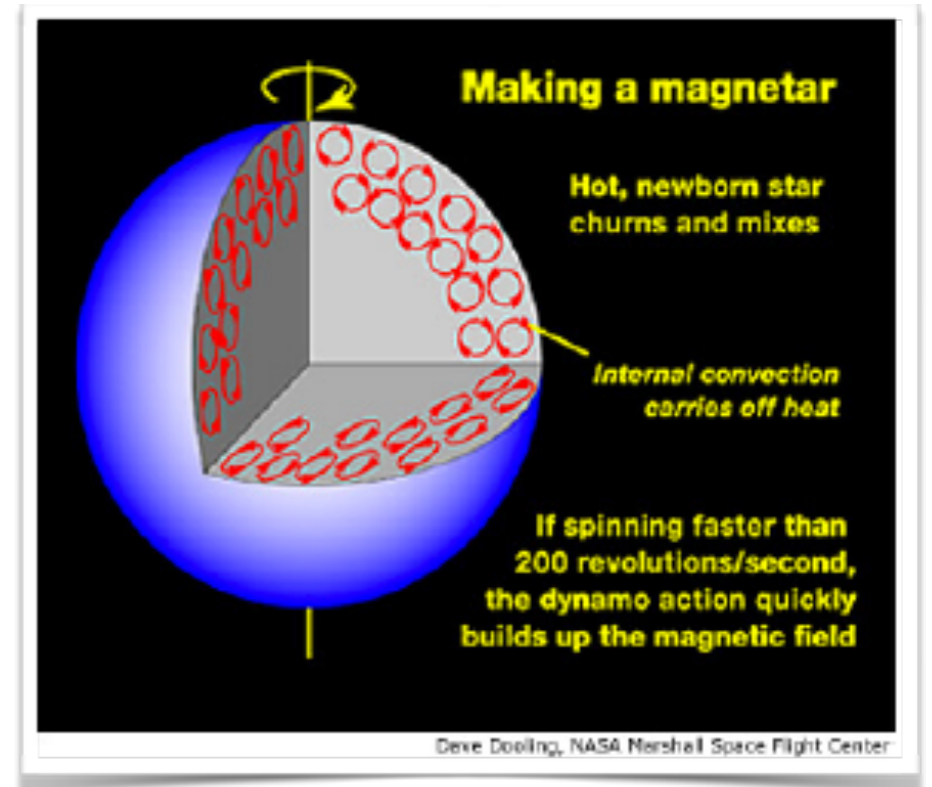 Making a magnetar
Hot, newborn star
churns and mixes
Internal convection
carries off heat
If spinning faster than
200 revolutions/second,
the dynamo action quickly
builds up the magnetic field
Dave Dooling, NASA Marshall Space Flight Center